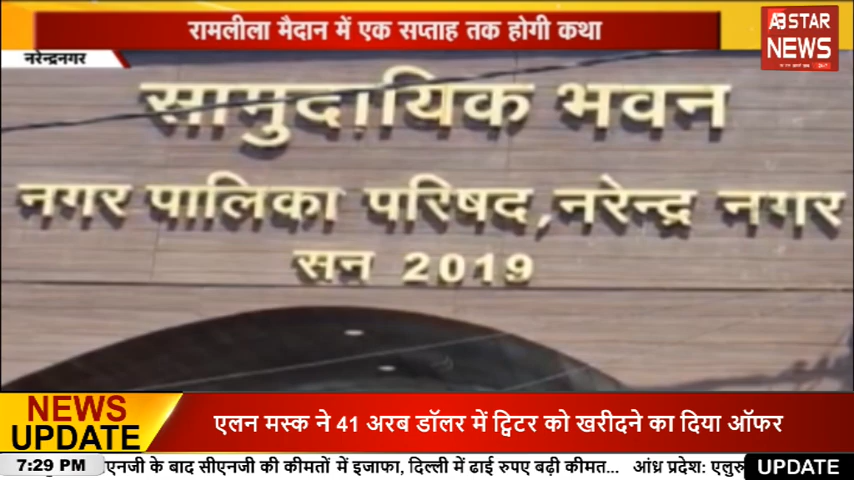 रामलीला मैदान में एक सप्ताह तक होगी कथा
AB STAR
NEWS
नरेन्द्रनगर
सामुदायिक भवन
नगर पालिका परिषद,नरेन्द्र नगर
सन 2019
NEWS
UPDATE
एलन मस्क ने 41 अरब डॉलर में ट्विटर को खरीदने का दिया ऑफर
7:29 PM
के बाद सीएनजी की कीमतों में इजाफा, दिल्ली में ढाई रुपए बढ़ी कीमत... आंध्र प्रदेश:
UPDATE